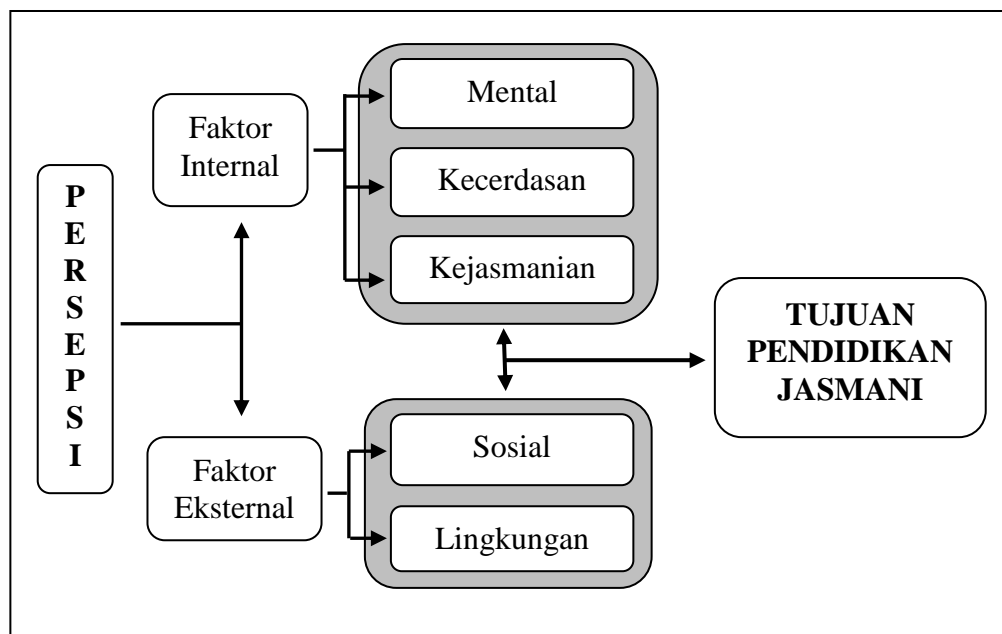 P
E
R
S
E
P
S
I
Faktor
Internal
Faktor
Eksternal
Mental
Kecerdasan
Kejasmanian
Sosial
Lingkungan
TUJUAN
PENDIDIKAN
JASMANI